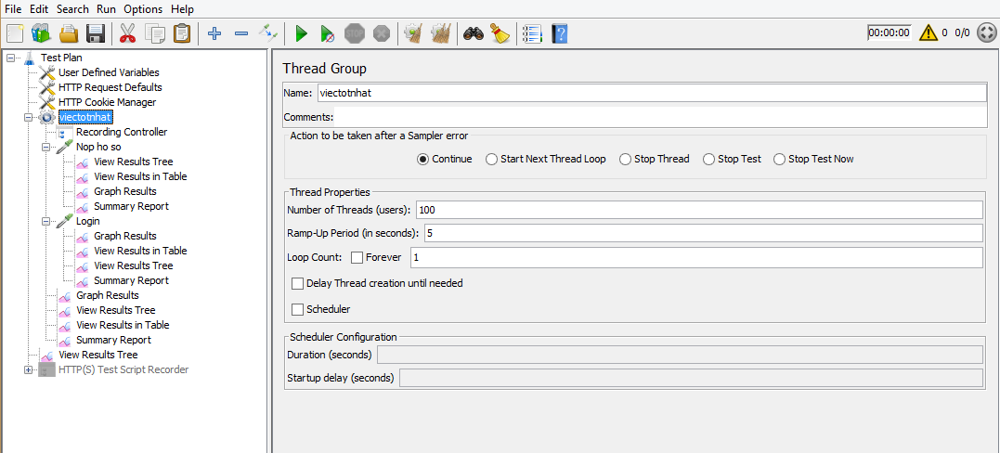 File Edit Search Run Options Help
00:00:00 0 0/0
Test Plan
User Defined Variables
HTTP Request Defaults
HTTP Cookie Manager
viectotnhat
Recording Controller
Nop ho so
View Results Tree
View Results in Table
Graph Results
Summary Report
Login
Graph Results
View Results in Table
View Results Tree
Summary Report
Graph Results
View Results Tree
View Results in Table
Summary Report
View Results Tree
HTTP(S) Test Script Recorder
Thread Group
Name: viectotnhat
Comments:
Action to be taken after a Sampler error
Continue Start Next Thread Loop Stop Thread Stop Test Stop Test Now
Thread Properties
Number of Threads (users): 100
Ramp-Up Period (in seconds): 5
Loop Count: Forever 1
Delay Thread creation until needed
Scheduler
Scheduler Configuration
Duration (seconds)
Startup delay (seconds)